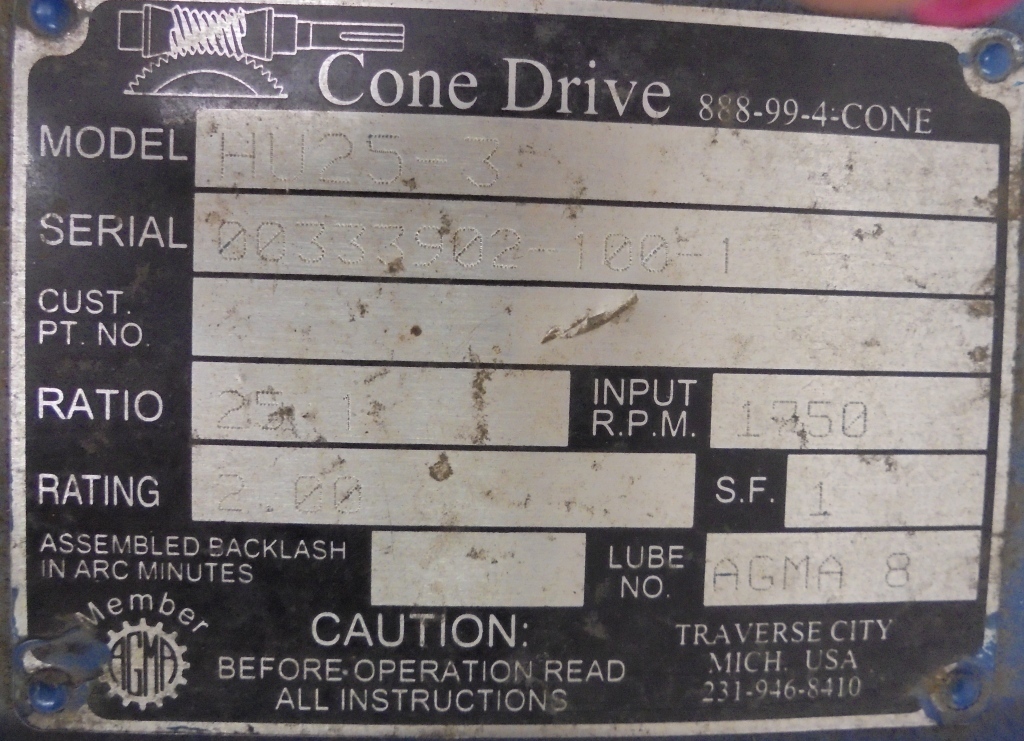 Cone Drive 888-99-4-CONE
MODEL HU25-3
SERIAL 00333902-100-1
CUST.
PT. NO.
RATIO 25:1 INPUT R.P.M. 1750
RATING 2.00 S.F. 1
ASSEMBLED BACKLASH
IN ARC MINUTES
LUBE NO. AGMA 8
Member
AGMA
CAUTION:
BEFORE OPERATION READ
ALL INSTRUCTIONS
TRAVERSE CITY
MICH. USA
231-946-8410